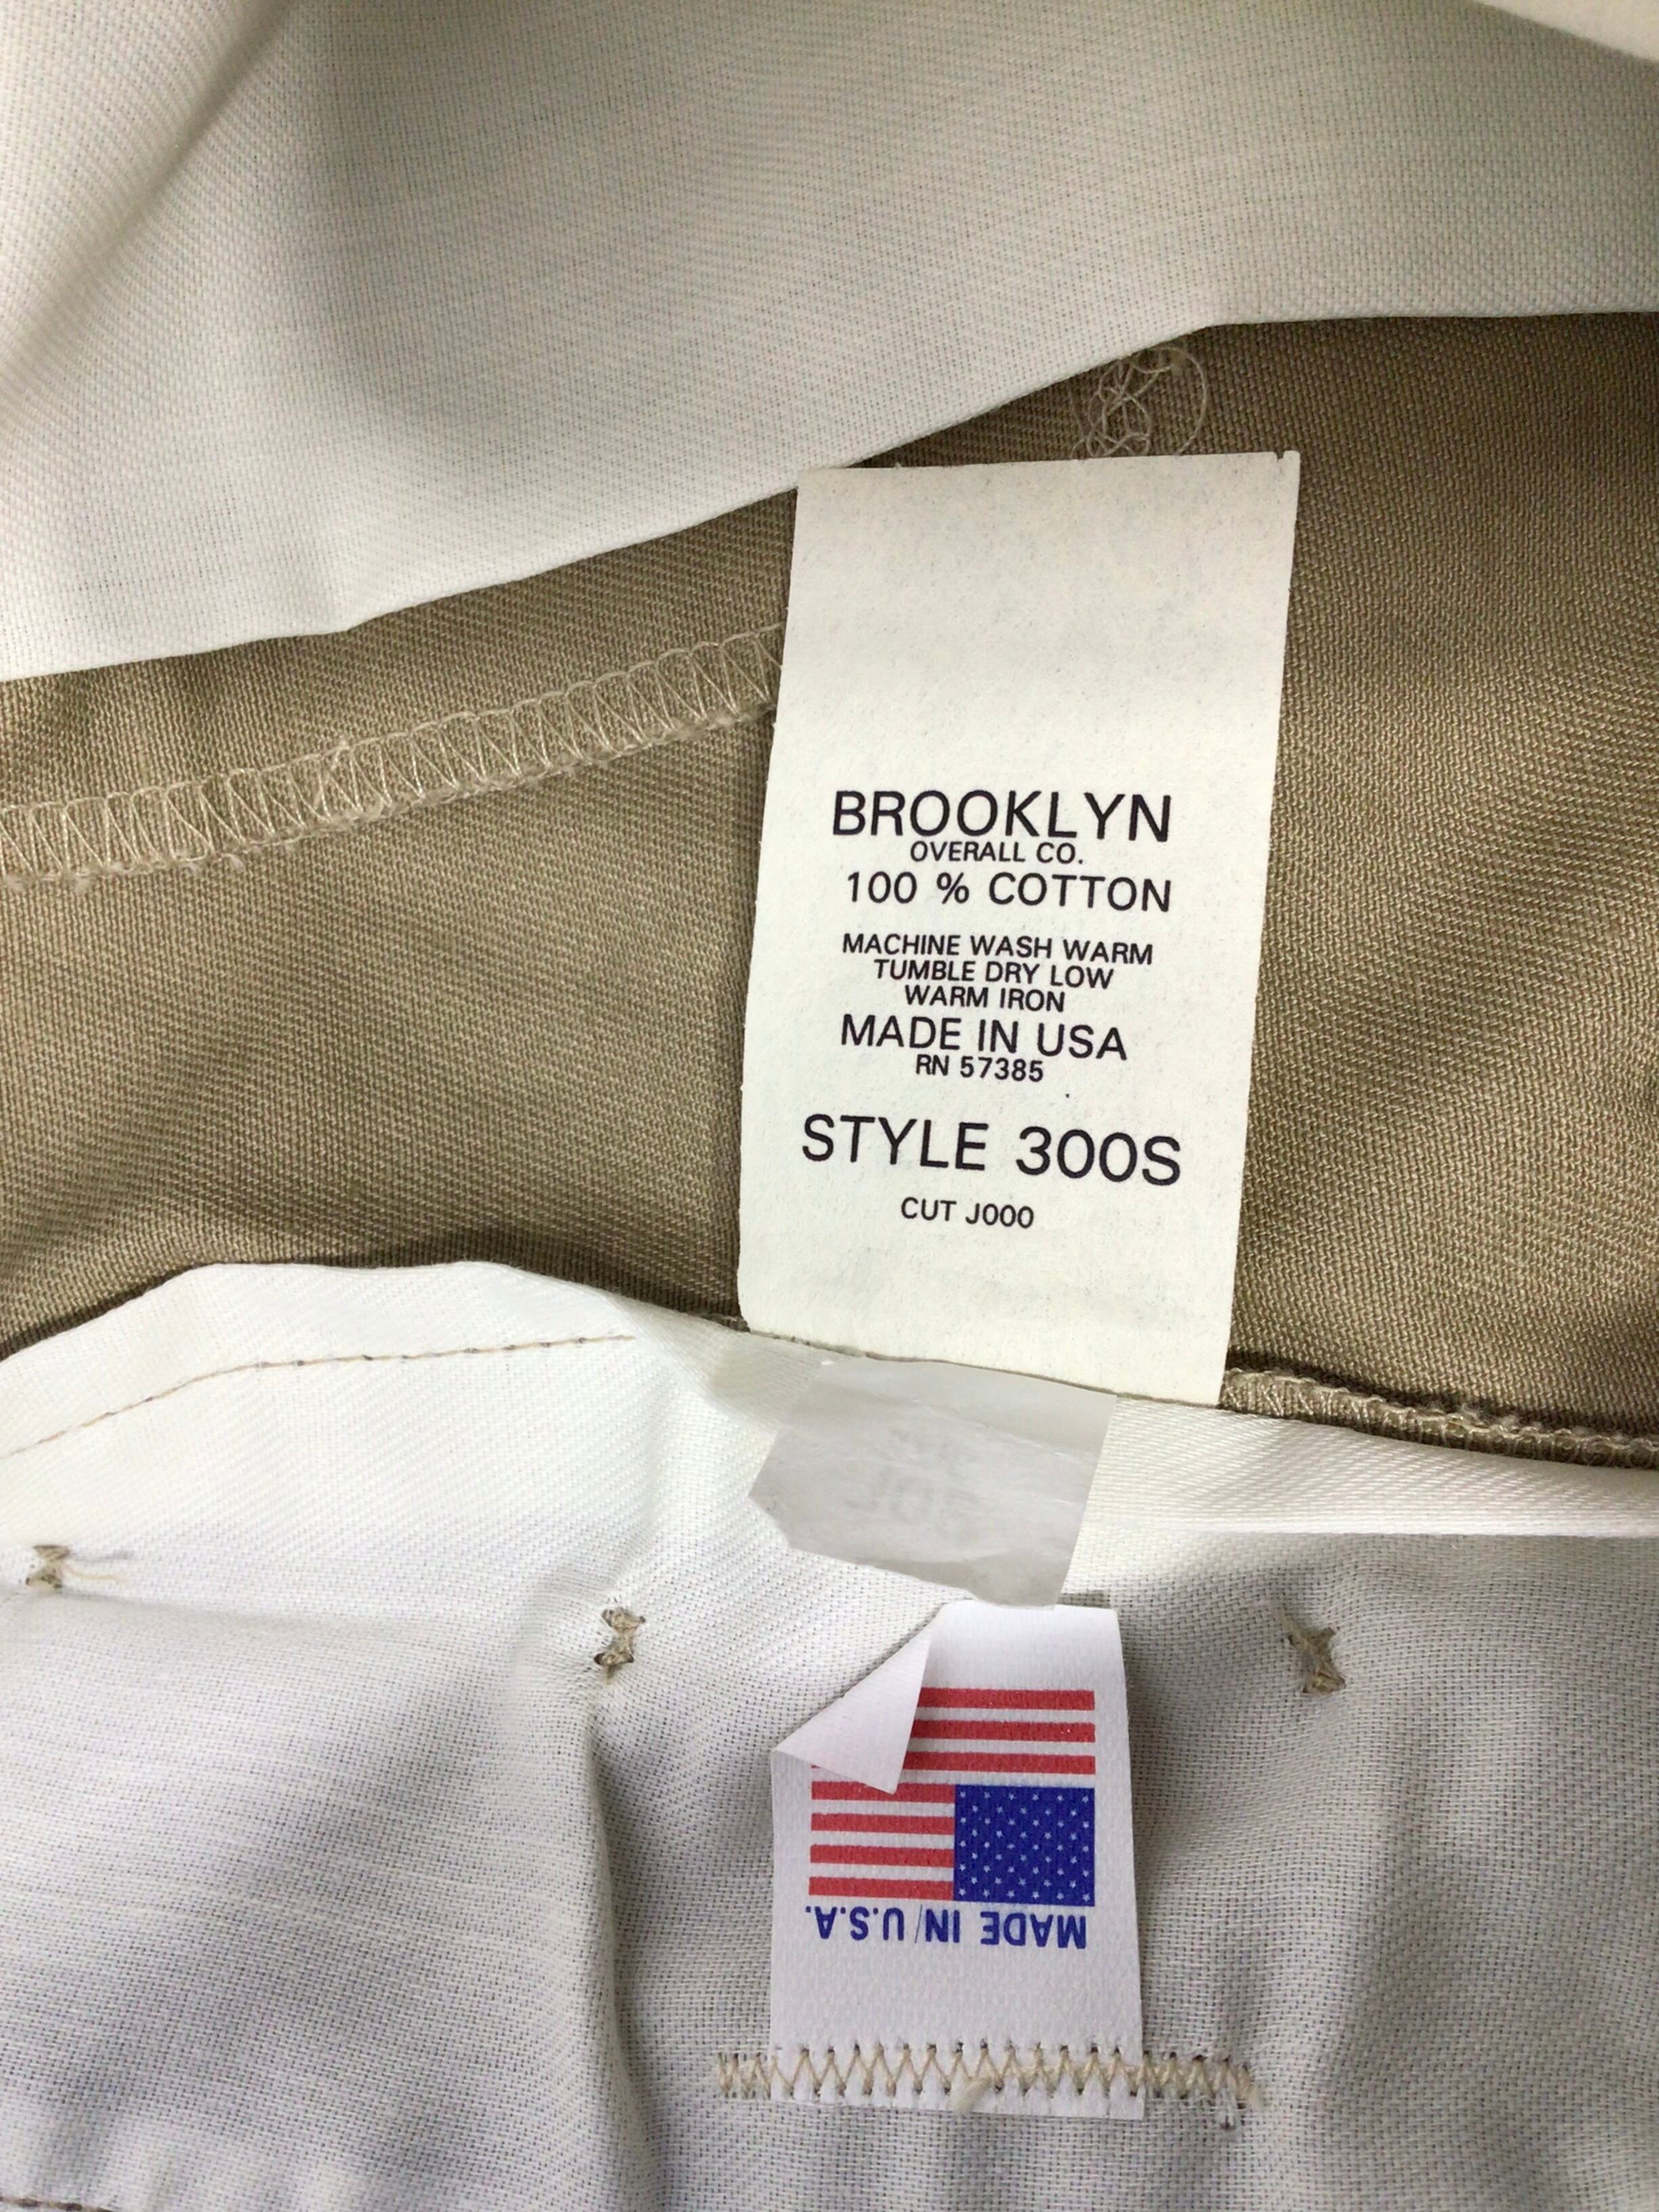 BROOKLYN
OVERALL CO.
100 % COTTON
MACHINE WASH WARM
TUMBLE DRY LOW
WARM IRON
MADE IN USA
RN 57385
STYLE 300S
CUT J000
MADE IN U.S.A.